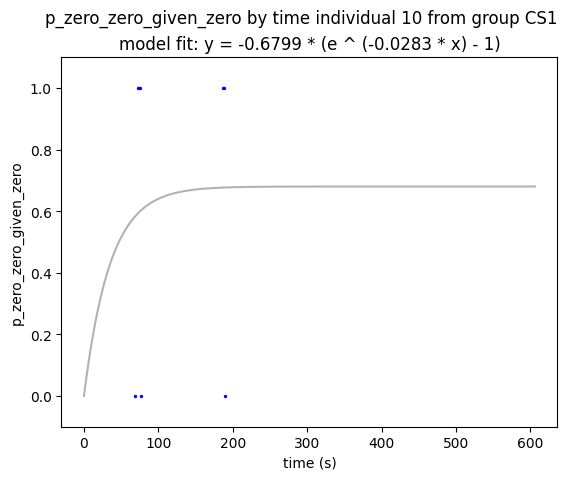 p_zero_zero_given_zero by time individual 10 from group CS1
model fit: y = -0.6799 * (e ^ (-0.0283 * x) - 1)
1.0
0.8
0.6
0.4
0.2
0.0
p_zero_zero_given_zero
0 100 200 300 400 500 600
time (s)